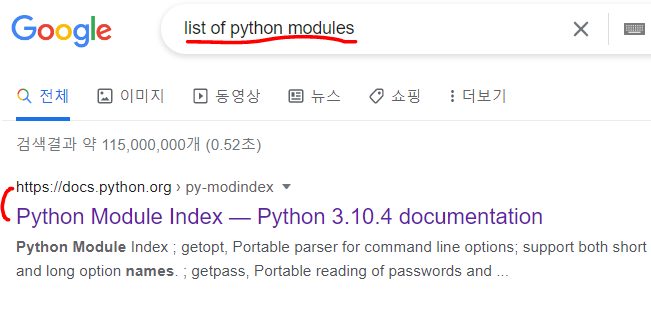 Google
list of python modules
전체 이미지 동영상 뉴스 쇼핑 더보기
검색결과 약 115,000,000개 (0.52초)
https://docs.python.org › py-modindex
Python Module Index — Python 3.10.4 documentation
Python Module Index ; getopt, Portable parser for command line options; support both short
and long option names. ; getpass, Portable reading of passwords and ...